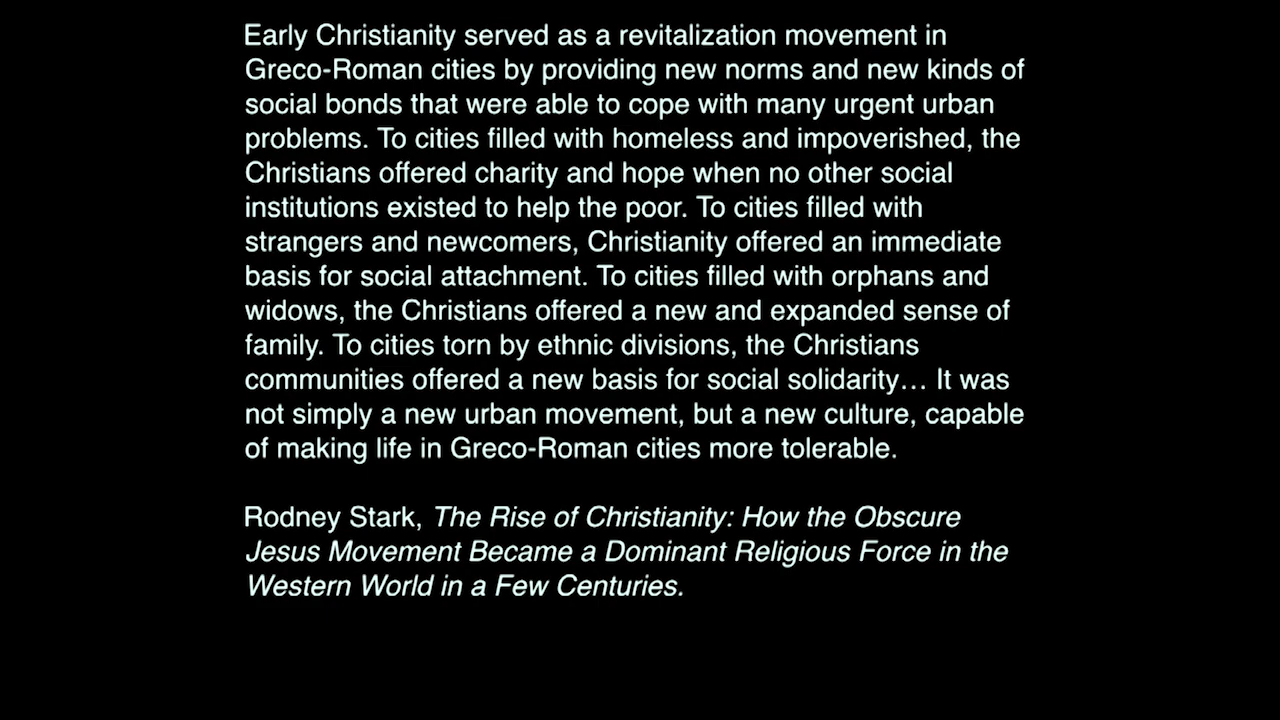 Early Christianity served as a revitalization movement in
Greco-Roman cities by providing new norms and new kinds of
social bonds that were able to cope with many urgent urban
problems. To cities filled with homeless and impoverished, the
Christians offered charity and hope when no other social
institutions existed to help the poor. To cities filled with
strangers and newcomers, Christianity offered an immediate
basis for social attachment. To cities filled with orphans and
widows, the Christians offered a new and expanded sense of
family. To cities torn by ethnic divisions, the Christians
communities offered a new basis for social solidarity… It was
not simply a new urban movement, but a new culture, capable
of making life in Greco-Roman cities more tolerable.
Rodney Stark, The Rise of Christianity: How the Obscure
Jesus Movement Became a Dominant Religious Force in the
Western World in a Few Centuries.